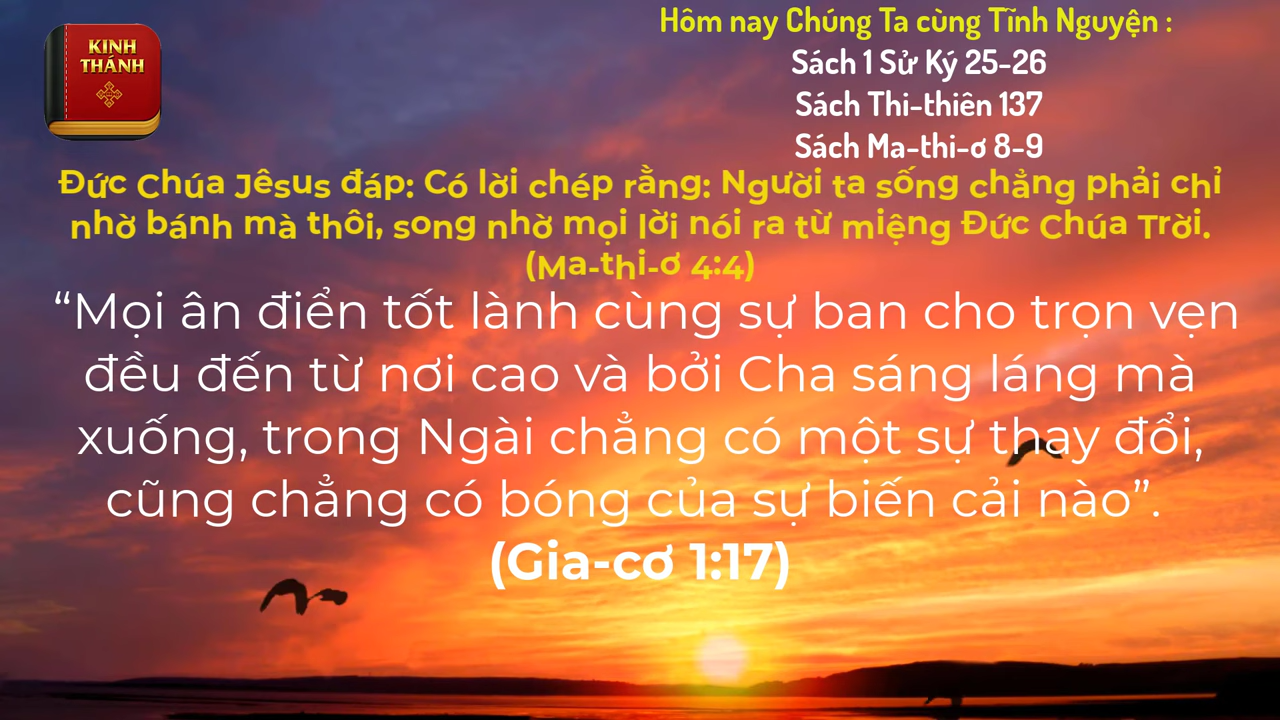 KINH
THÁNH
Hôm nay Chúng Ta cùng Tĩnh Nguyện :
Sách 1 Sử Ký 25-26
Sách Thi-thiên 137
Sách Ma-thi-ơ 8-9
Đức Chúa Jêsus đáp: Có lời chép rằng: Người ta sống chẳng phải chỉ
nhờ bánh mà thôi, song nhờ mọi lời nói ra từ miệng Đức Chúa Trời.
(Ma-thi-ơ 4:4)
“Mọi ân điển tốt lành cùng sự ban cho trọn vẹn
đều đến từ nơi cao và bởi Cha sáng láng mà
xuống, trong Ngài chẳng có một sự thay đổi,
cũng chẳng có bóng của sự biến cải nào”.
(Gia-cơ 1:17)